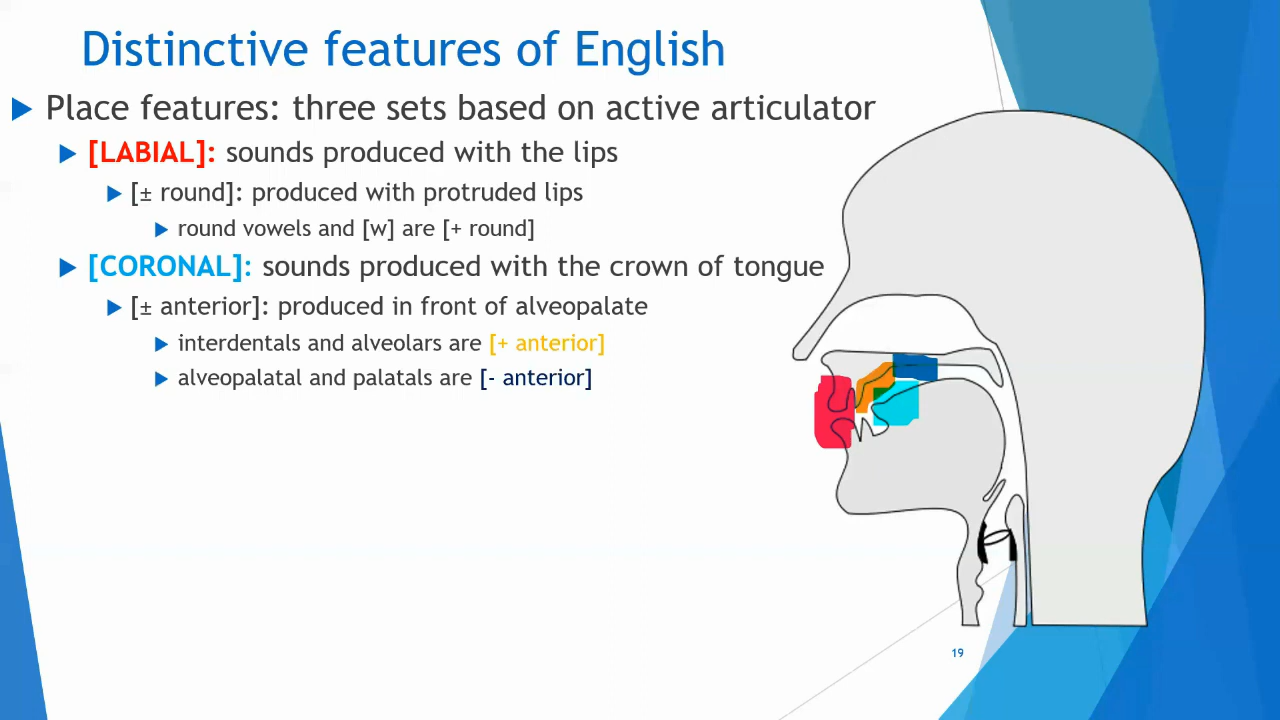 Distinctive features of English
Place features: three sets based on active articulator
[LABIAL]: sounds produced with the lips
[± round]: produced with protruded lips
round vowels and [w] are [+ round]
[CORONAL]: sounds produced with the crown of tongue
[± anterior]: produced in front of alveopalate
interdentals and alveolars are [+ anterior]
alveopalatal and palatals are [- anterior]
19